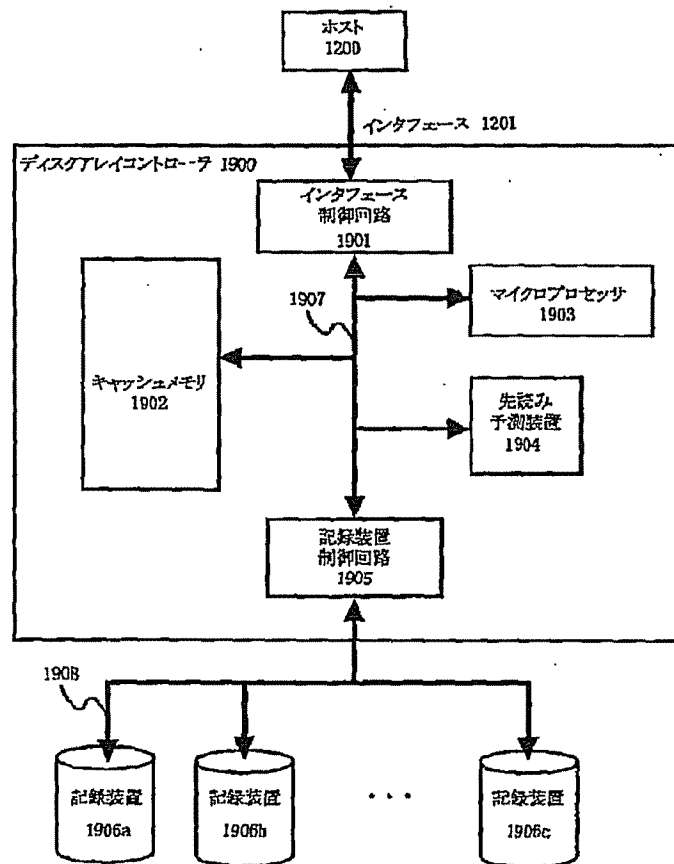 ホスト
1200
インタフェース 1201
ディスクアレイコントローラ 1900
インタフェース
制御回路
1901
1907
マイクロプロセッサ
1903
キャッシュメモリ
1902
先読み
予測装置
1904
記録装置
制御回路
1905
1908
記録装置
1906a
記録装置
1906b
・・・
記録装置
1906c